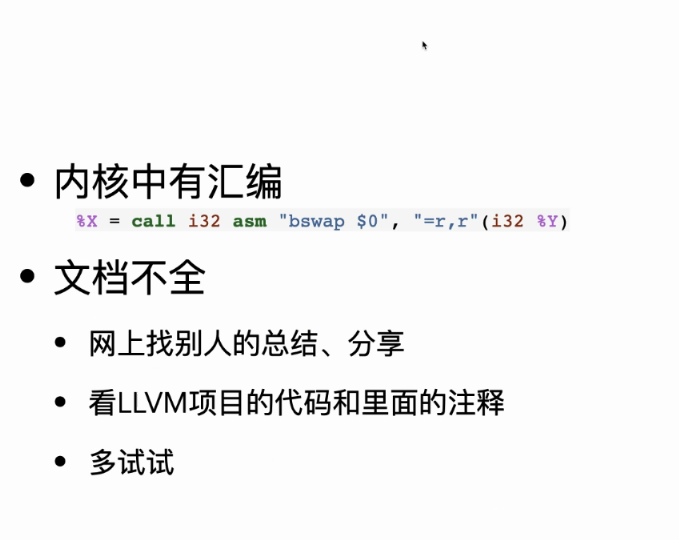 • 内核中有汇编
%X = call i32 asm "bswap $0", "=r,r"(i32 %Y)
• 文档不全
• 网上找别人的总结、分享
• 看LLVM项目的代码和里面的注释
• 多试试